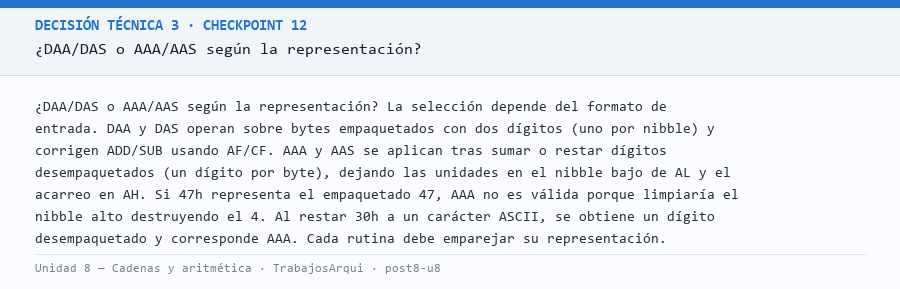 DECISIÓN TÉCNICA 3 · CHECKPOINT 12
¿DAA/DAS o AAA/AAS según la representación?
¿DAA/DAS o AAA/AAS según la representación? La selección depende del formato de
entrada. DAA y DAS operan sobre bytes empaquetados con dos dígitos (uno por nibble) y
corrigen ADD/SUB usando AF/CF. AAA y AAS se aplican tras sumar o restar dígitos
desempaquetados (un dígito por byte), dejando las unidades en el nibble bajo de AL y el
acarreo en AH. Si 47h representa el empaquetado 47, AAA no es válida porque limpiaría el
nibble alto destruyendo el 4. Al restar 30h a un carácter ASCII, se obtiene un dígito
desempaquetado y corresponde AAA. Cada rutina debe emparejar su representación.
Unidad 8 — Cadenas y aritmética · TrabajosArqui · post8-u8